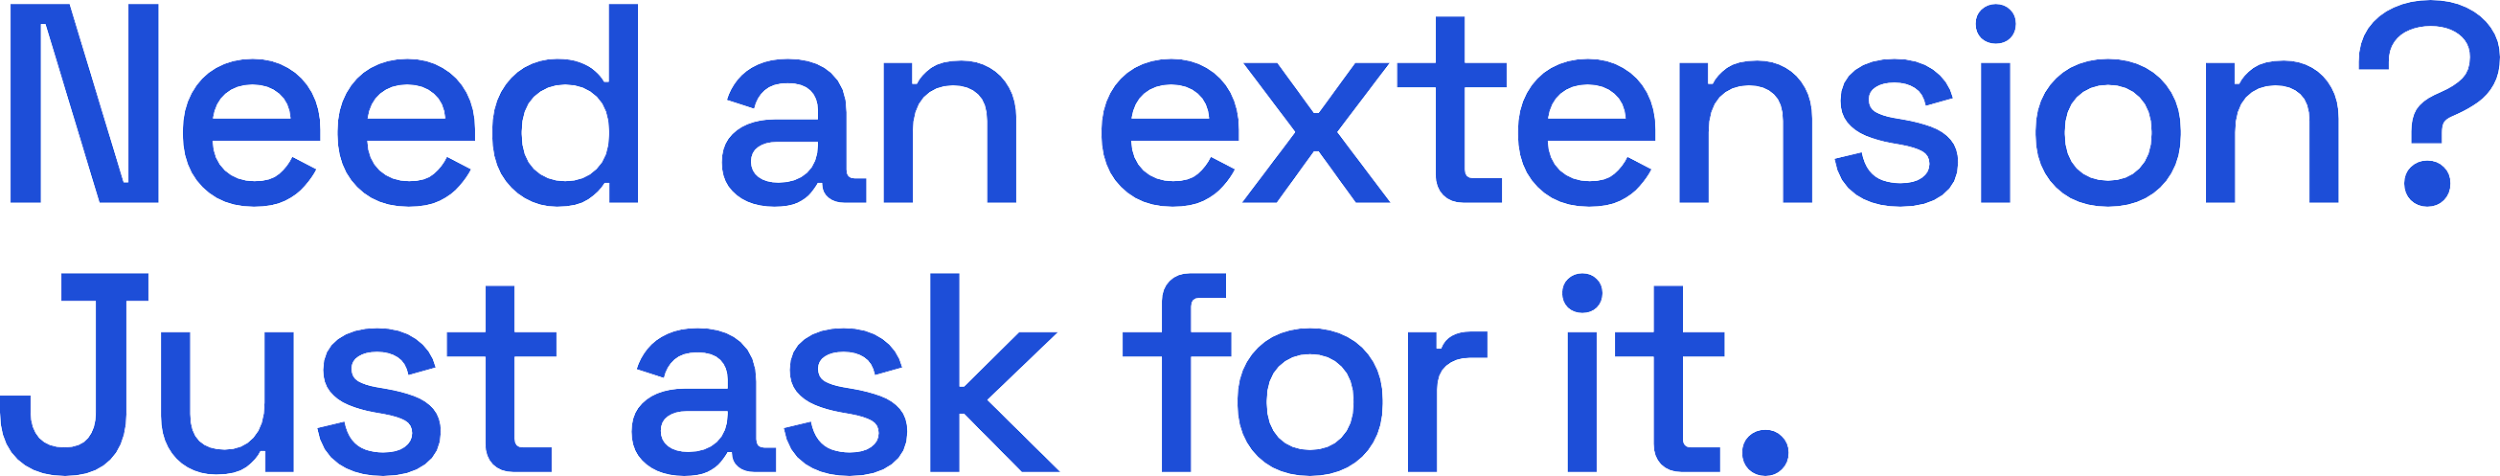 Need an extension?
Just ask for it.